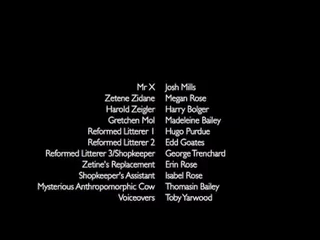 Mr X Josh Mills
Zetene Zidane Megan Rose
Harold Zeigler Harry Bolger
Gretchen Mol Madeleine Bailey
Reformed Litterer 1 Hugo Purdue
Reformed Litterer 2 Edd Goates
Reformed Litterer 3/Shopkeeper George Trenchard
Zetine's Replacement Erin Rose
Shopkeeper's Assistant Isabel Rose
Mysterious Anthropomorphic Cow Thomasin Bailey
Voiceovers Toby Yarwood